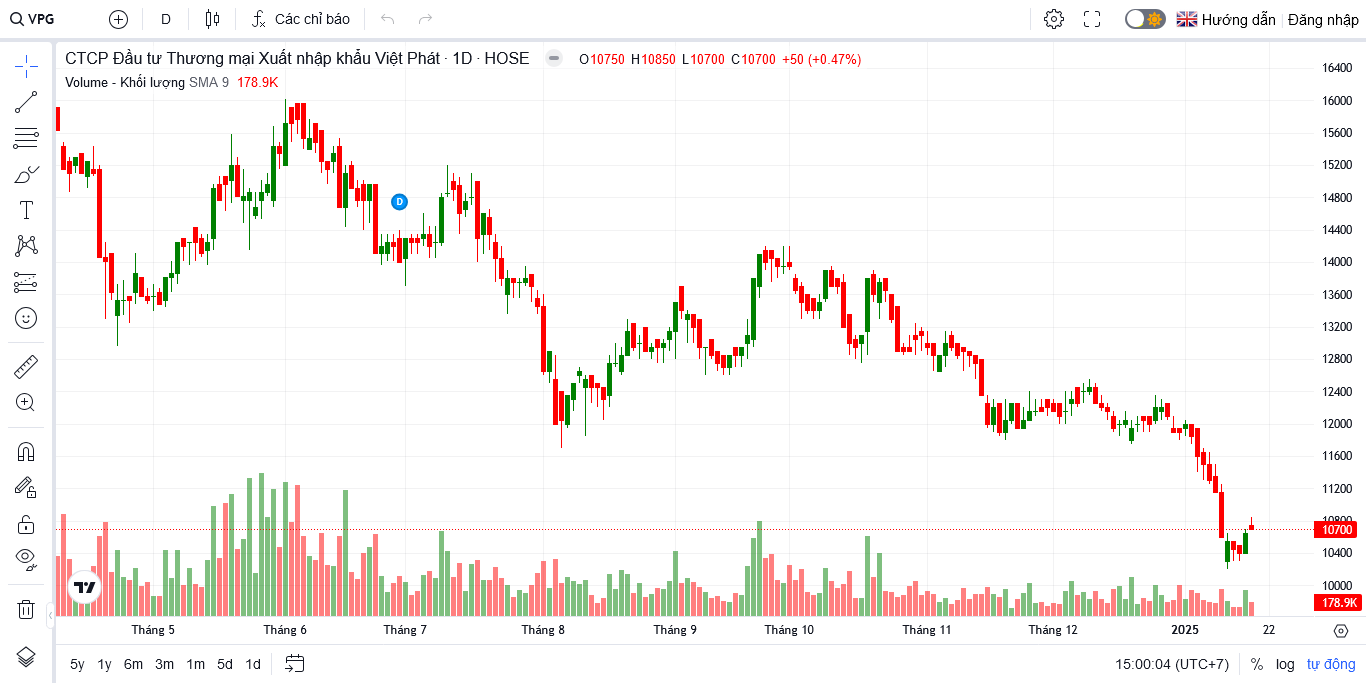 VPG D Các chỉ báo Hướng dẫn Đăng nhập
CTCP Đầu tư Thương mại Xuất nhập khẩu Việt Phát · 1D · HOSE O10750 H10850 L10700 C10700 +50 (+0.47%)
Volume - Khối lượng SMA 9 178.9K
D
16400
16000
15600
15200
14800
14400
14000
13600
13200
12800
12400
12000
11600
11200
10800
10700
10400
10000
178.9K
Tháng 5 Tháng 6 Tháng 7 Tháng 8 Tháng 9 Tháng 10 Tháng 11 Tháng 12 2025 22
5y 1y 6m 3m 1m 5d 1d 15:00:04 (UTC+7) % log tự động